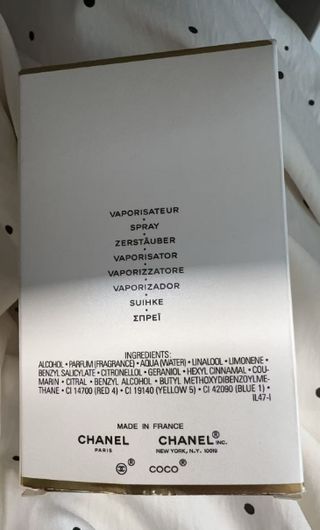 VAPORISATEUR
•
SPRAY
•
ZERSTÄUBER
•
VAPORISATOR
•
VAPORIZZATORE
•
VAPORIZADOR
•
SUIHKE
•
ΣΠΡΕΪ
INGREDIENTS:
ALCOHOL • PARFUM (FRAGRANCE) • AQUA (WATER) • LINALOOL • LIMONENE •
BENZYL SALICYLATE • CITRONELLOL • GERANIOL • HEXYL CINNAMAL • COU-
MARIN • CITRAL • BENZYL ALCOHOL • BUTYL METHOXYDIBENZOYLME-
THANE • CI 14700 (RED 4) • CI 19140 (YELLOW 5) • CI 42090 (BLUE 1) •
IL47-I
MADE IN FRANCE
CHANEL CHANEL® INC.
PARIS NEW YORK, N.Y. 10019
® COCO®